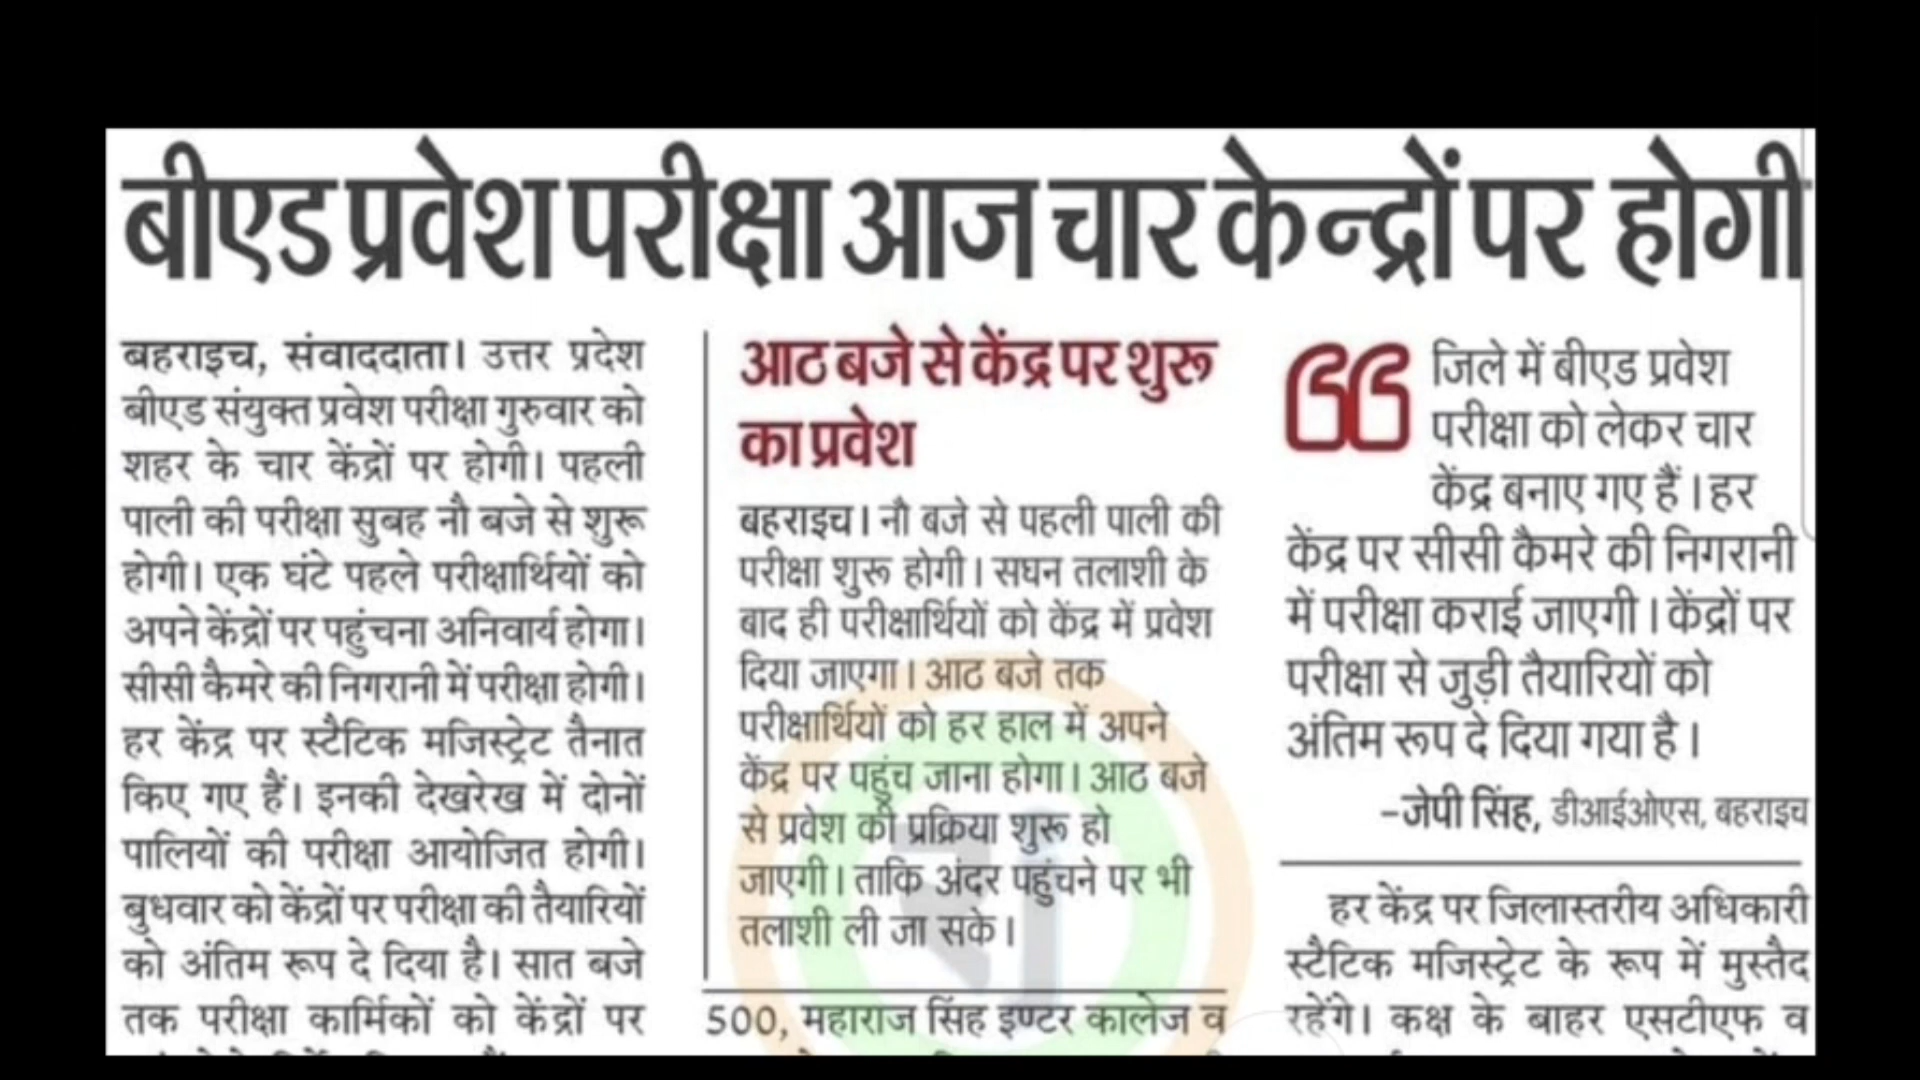 बीएड प्रवेश परीक्षा आज चार केन्द्रों पर होगी
बहराइच, संवाददाता। उत्तर प्रदेश
बीएड संयुक्त प्रवेश परीक्षा गुरुवार को
शहर के चार केंद्रों पर होगी। पहली
पाली की परीक्षा सुबह नौ बजे से शुरू
होगी। एक घंटे पहले परीक्षार्थियों को
अपने केंद्रों पर पहुंचना अनिवार्य होगा।
सीसी कैमरे की निगरानी में परीक्षा होगी।
हर केंद्र पर स्टैटिक मजिस्ट्रेट तैनात
किए गए हैं। इनकी देखरेख में दोनों
पालियों की परीक्षा आयोजित होगी।
बुधवार को केंद्रों पर परीक्षा की तैयारियों
को अंतिम रूप दे दिया है। सात बजे
तक परीक्षा कार्मिकों को केंद्रों पर
आठ बजे से केंद्र पर शुरू
का प्रवेश
बहराइच। नौ बजे से पहली पाली की
परीक्षा शुरू होगी। सघन तलाशी के
बाद ही परीक्षार्थियों को केंद्र में प्रवेश
दिया जाएगा। आठ बजे तक
परीक्षार्थियों को हर हाल में अपने
केंद्र पर पहुंच जाना होगा। आठ बजे
से प्रवेश की प्रक्रिया शुरू हो
जाएगी। ताकि अंदर पहुंचने पर भी
तलाशी ली जा सके।
500, महाराज सिंह इण्टर कालेज व
जिले में बीएड प्रवेश
परीक्षा को लेकर चार
केंद्र बनाए गए हैं। हर
केंद्र पर सीसी कैमरे की निगरानी
में परीक्षा कराई जाएगी। केंद्रों पर
परीक्षा से जुड़ी तैयारियों को
अंतिम रूप दे दिया गया है।
-जेपी सिंह, डीआईओएस, बहराइच
हर केंद्र पर जिलास्तरीय अधिकारी
स्टैटिक मजिस्ट्रेट के रूप में मुस्तैद
रहेंगे। कक्ष के बाहर एसटीएफ व